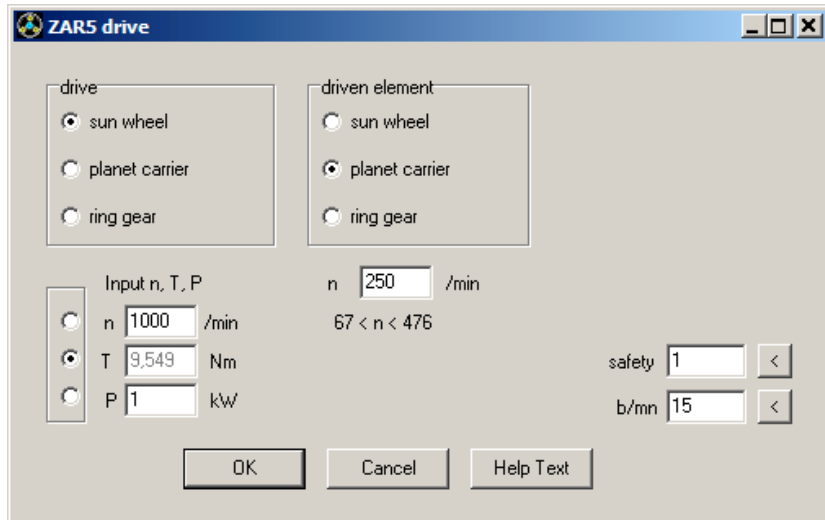 ZAR5 drive
drive
sun wheel
planet carrier
ring gear
driven element
sun wheel
planet carrier
ring gear
Input n, T, P
n 1000 /min
T 9,549 Nm
P 1 kW
n 250 /min
67 < n < 476
safety 1 <
b/mn 15 <
OK Cancel Help Text